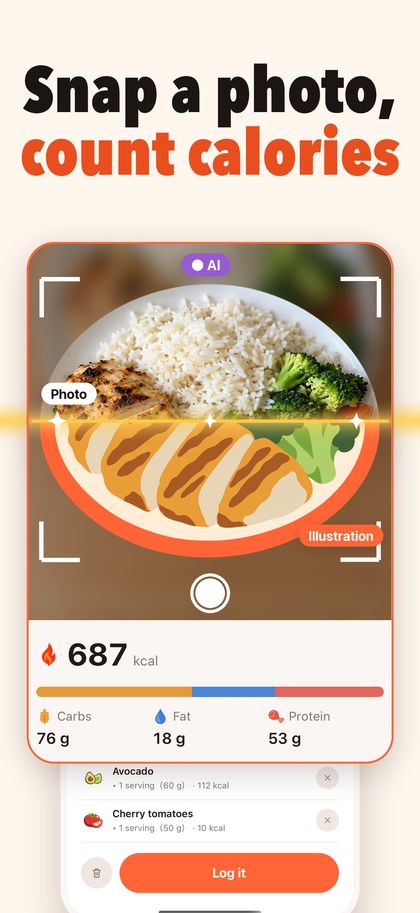 Snap a photo,
count calories
AI
Photo
Illustration
687 kcal
Carbs Fat Protein
76 g 18 g 53 g
Avocado
• 1 serving (60 g) · 112 kcal
Cherry tomatoes
• 1 serving (50 g) · 10 kcal
Log it